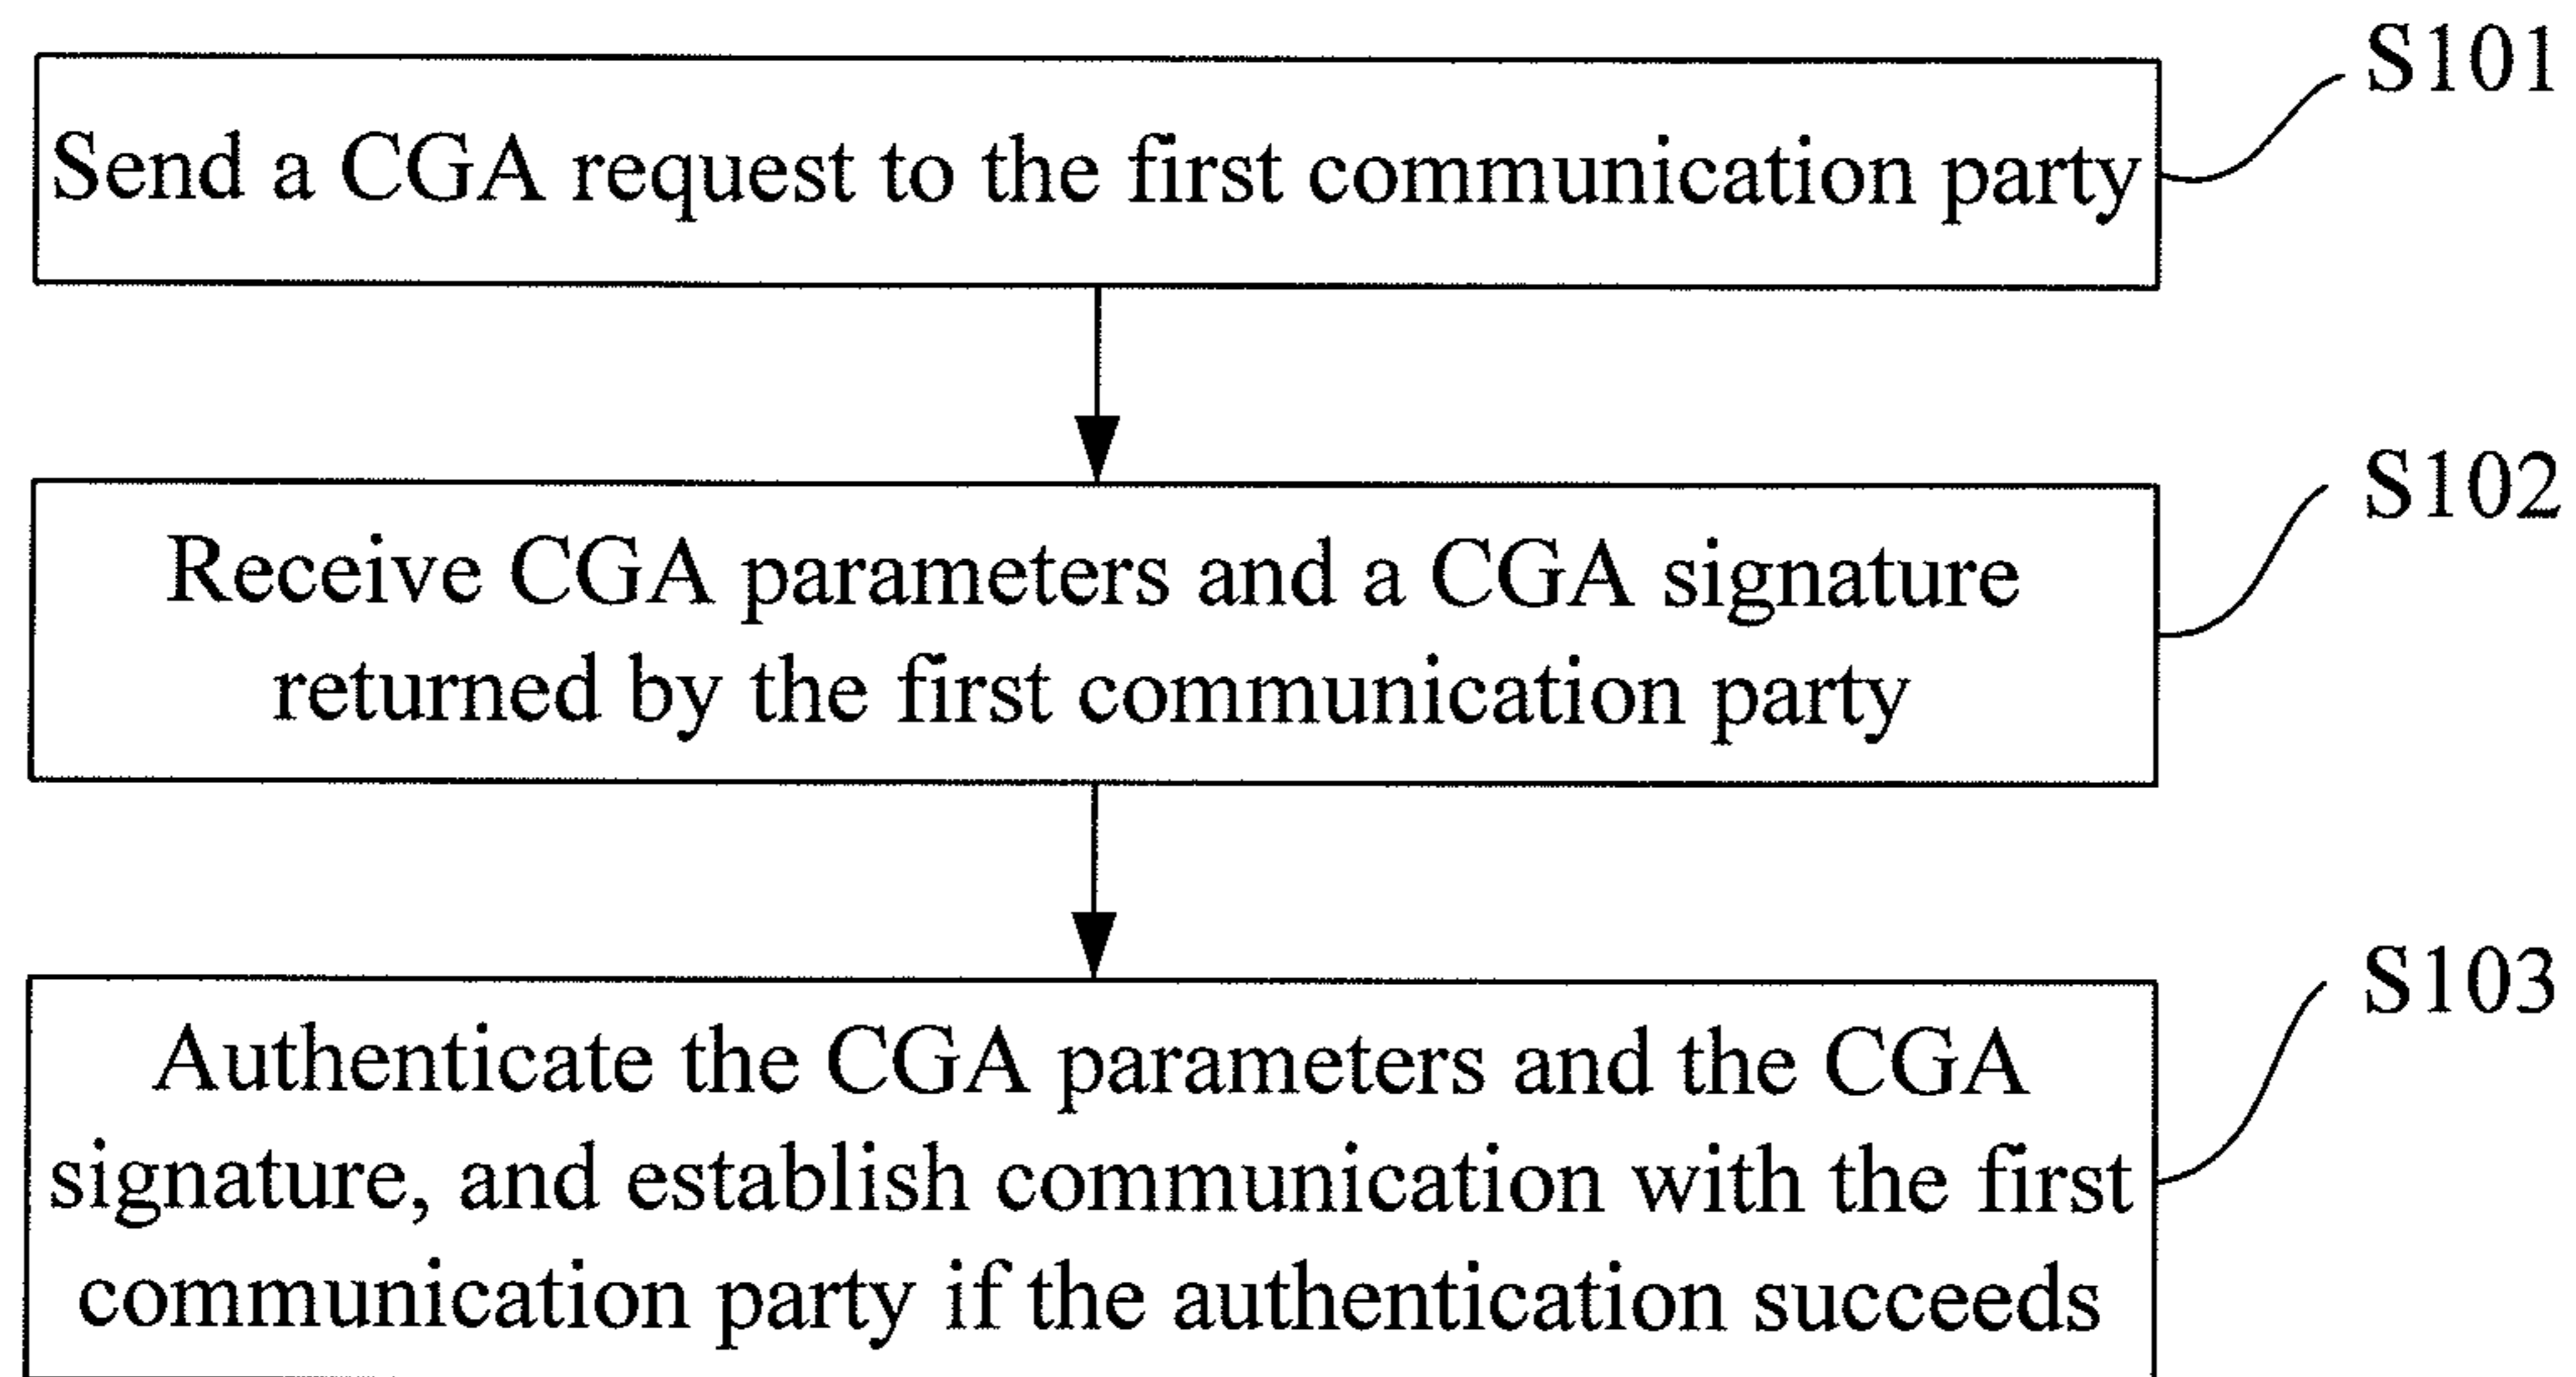 S101
Send a CGA request to the first communication party
S102
Receive CGA parameters and a CGA signature
returned by the first communication party
S103
Authenticate the CGA parameters and the CGA
signature, and establish communication with the first
communication party if the authentication succeeds